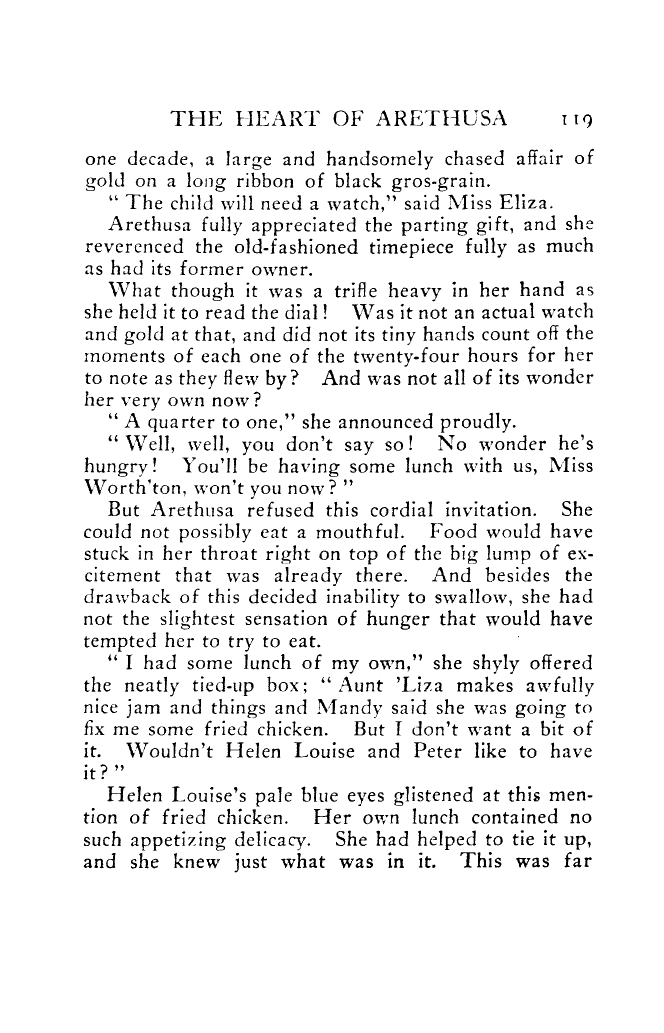 THE HEART OF ARETHUSA 119
one decade, a large and handsomely chased affair of
gold on a long ribbon of black gros-grain.
" The child will need a watch," said Miss Eliza.
Arethusa fully appreciated the parting gift, and she
reverenced the old-fashioned timepiece fully as much
as had its former owner.
What though it was a trifle heavy in her hand as
she held it to read the dial! Was it not an actual watch
and gold at that, and did not its tiny hands count off the
moments of each one of the twenty-four hours for her
to note as they flew by? And was not all of its wonder
her very own now?
" A quarter to one," she announced proudly.
" Well, well, you don't say so! No wonder he's
hungry! You'll be having some lunch with us, Miss
Worth'ton, won't you now? "
But Arethusa refused this cordial invitation. She
could not possibly eat a mouthful. Food would have
stuck in her throat right on top of the big lump of ex-
citement that was already there. And besides the
drawback of this decided inability to swallow, she had
not the slightest sensation of hunger that would have
tempted her to try to eat.
" I had some lunch of my own," she shyly offered
the neatly tied-up box; " Aunt 'Liza makes awfully
nice jam and things and Mandy said she was going to
fix me some fried chicken. But I don't want a bit of
it. Wouldn't Helen Louise and Peter like to have
it? "
Helen Louise's pale blue eyes glistened at this men-
tion of fried chicken. Her own lunch contained no
such appetizing delicacy. She had helped to tie it up,
and she knew just what was in it. This was far